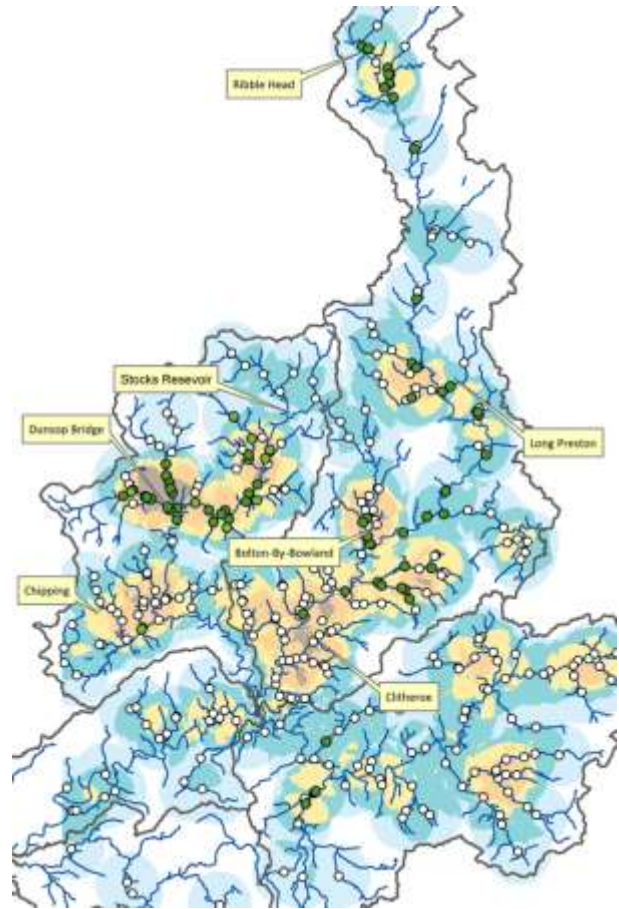 Ribble Head
Stocks Resevoir
Dunsop Bridge
Long Preston
Bolton-By-Bowland
Chipping
Clitheroe